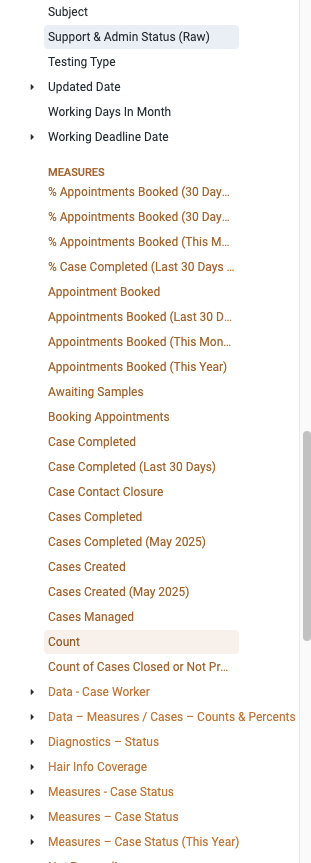 Subject
Support & Admin Status (Raw)
Testing Type
Updated Date
Working Days In Month
Working Deadline Date
MEASURES
% Appointments Booked (30 Day...
% Appointments Booked (30 Day...
% Appointments Booked (This M...
% Case Completed (Last 30 Days ...
Appointment Booked
Appointments Booked (Last 30 D...
Appointments Booked (This Mon...
Appointments Booked (This Year)
Awaiting Samples
Booking Appointments
Case Completed
Case Completed (Last 30 Days)
Case Contact Closure
Cases Completed
Cases Completed (May 2025)
Cases Created
Cases Created (May 2025)
Cases Managed
Count
Count of Cases Closed or Not Pr...
Data - Case Worker
Data – Measures / Cases – Counts & Percents
Diagnostics – Status
Hair Info Coverage
Measures - Case Status
Measures – Case Status
Measures – Case Status (This Year)